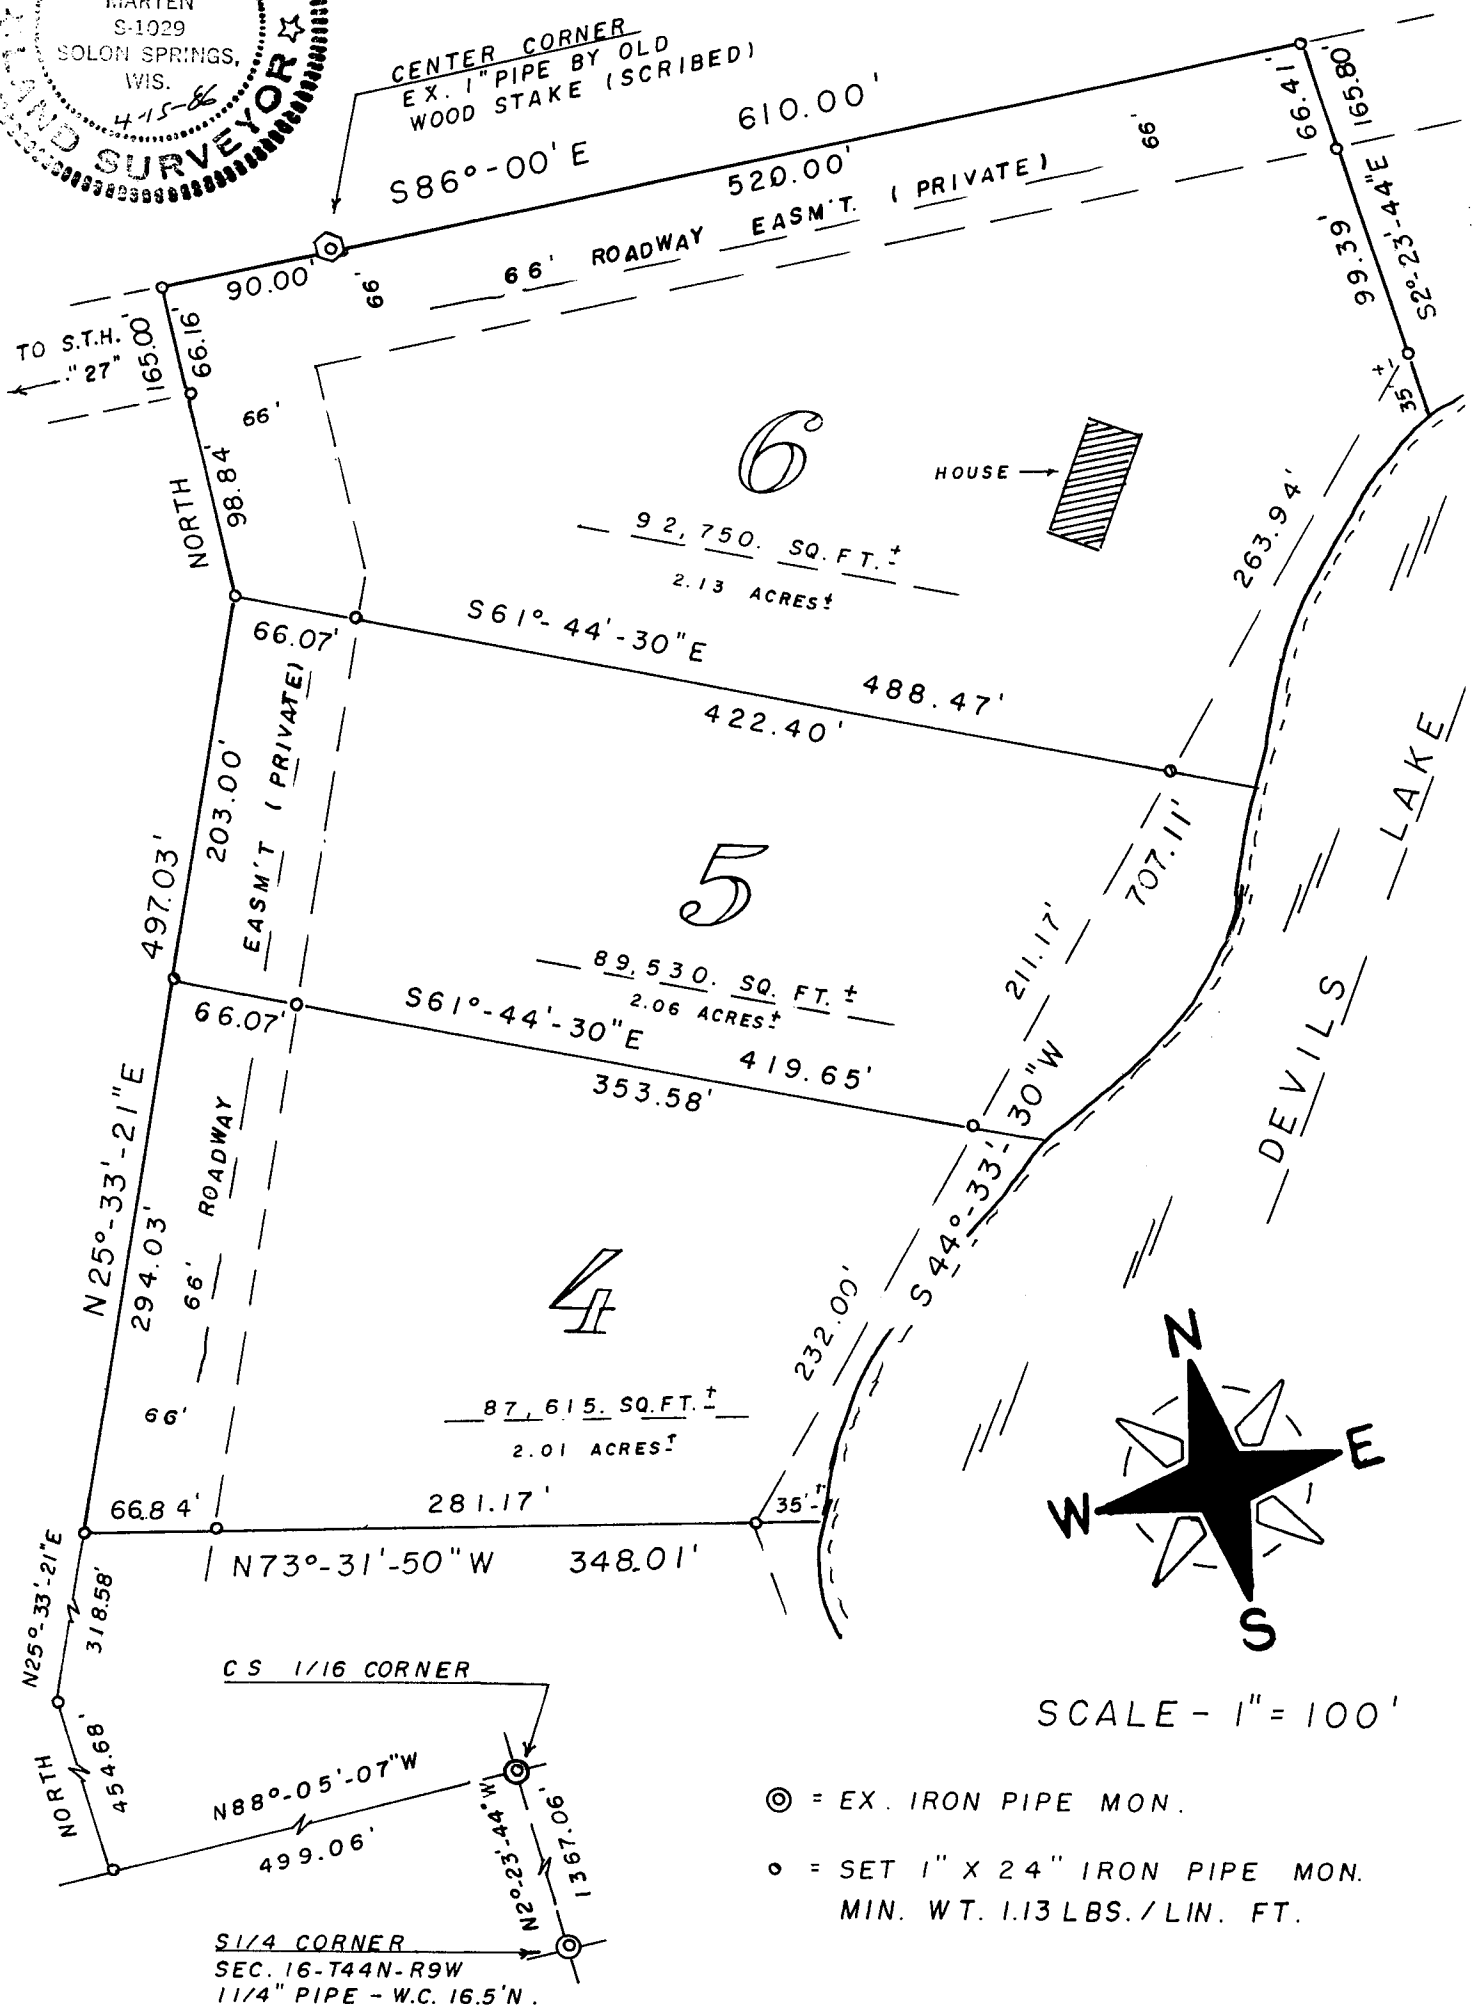 MARTEN
S-1029
SOLON SPRINGS,
WIS.
4-15-86
LAND SURVEYOR
CENTER CORNER
EX. 1" PIPE BY OLD
WOOD STAKE (SCRIBED)
610.00'
S86°-00' E
520.00'
66' ROADWAY EASM'T. (PRIVATE)
66'
66.41'
165.80'
99.39'
S2°-23'-44"E
35'±
90.00'
66'
TO S.T.H.
"27"
165.00'
66.16'
66'
NORTH
98.84'
6
HOUSE
92,750. SQ. FT.±
2.13 ACRES±
263.94'
S61°-44'-30"E
66.07'
488.47'
422.40'
497.03'
203.00'
EASM'T (PRIVATE)
5
89,530. SQ. FT. ±
2.06 ACRES±
707.11'
211.17'
DEVILS LAKE
66.07'
S61°-44'-30"E
419.65'
353.58'
S 44°-33'-30"W
N25°-33'-21"E
294.03'
66' ROADWAY
66'
4
87,615. SQ.FT.±
2.01 ACRES±
232.00'
66.84'
281.17'
35'±
N73°-31'-50"W 348.01'
N
E
W
S
N25°-33'-21"E
318.58'
CS 1/16 CORNER
NORTH
454.68'
N88°-05'-07"W
499.06'
N2°-23'-44"W
1367.06'
S1/4 CORNER
SEC. 16-T44N-R9W
1 1/4" PIPE - W.C. 16.5'N.
SCALE - 1" = 100'
= EX. IRON PIPE MON.
= SET 1" X 24" IRON PIPE MON.
MIN. WT. 1.13 LBS./LIN. FT.